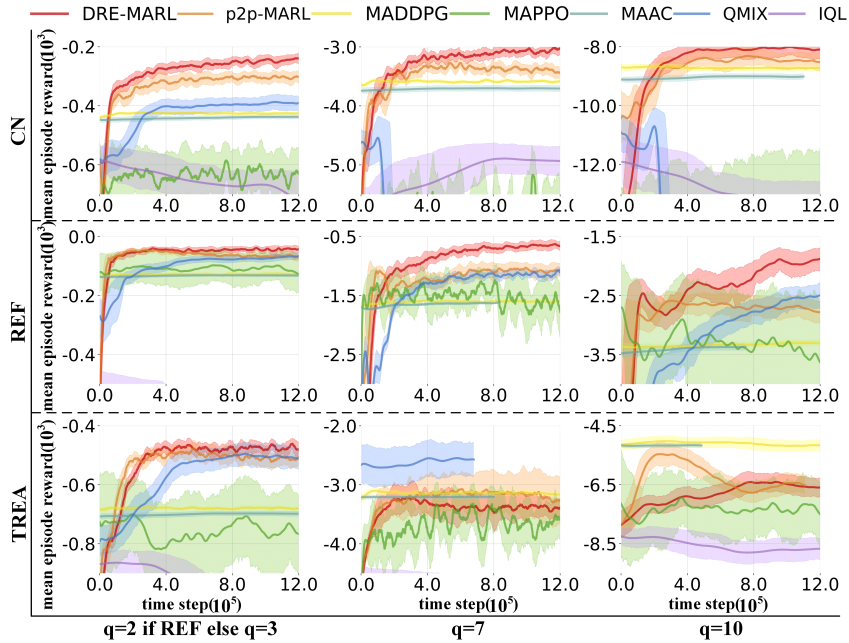 DRE-MARL p2p-MARL MADDPG MAPPO MAAC QMIX IQL
CN
mean episode reward(10³)
-0.2
-0.4
-0.6
0.0 4.0 8.0 12.0
-3.0
-4.0
-5.0
0.0 4.0 8.0 12.0
-8.0
-10.0
-12.0
0.0 4.0 8.0 12.0
REF
mean episode reward(10³)
0.0
-0.2
-0.4
0.0 4.0 8.0 12.0
-0.5
-1.5
-2.5
0.0 4.0 8.0 12.0
-1.5
-2.5
-3.5
0.0 4.0 8.0 12.0
TREA
mean episode reward(10³)
-0.4
-0.6
-0.8
0.0 4.0 8.0 12.0
-2.0
-3.0
-4.0
0.0 4.0 8.0 12.0
-4.5
-6.5
-8.5
0.0 4.0 8.0 12.0
time step(10⁵) time step(10⁵) time step(10⁵)
q=2 if REF else q=3 q=7 q=10